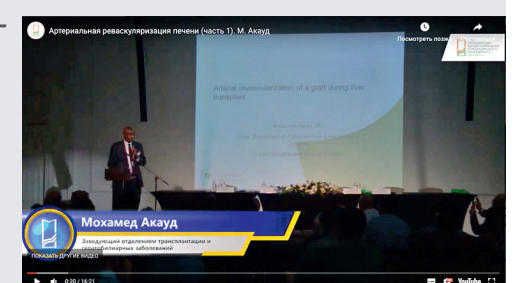 Артериальная реваскуляризация печени (часть 1). М. Акауд
Посмотреть позже
Arterial revascularization of a graft during liver
transplant
Мохамед Акауд
Заведующий отделением трансплантации и
гепатобилиарных заболеваний
ПОКАЗАТЬ ДРУГИЕ ВИДЕО
0:20 / 16:21
YouTube